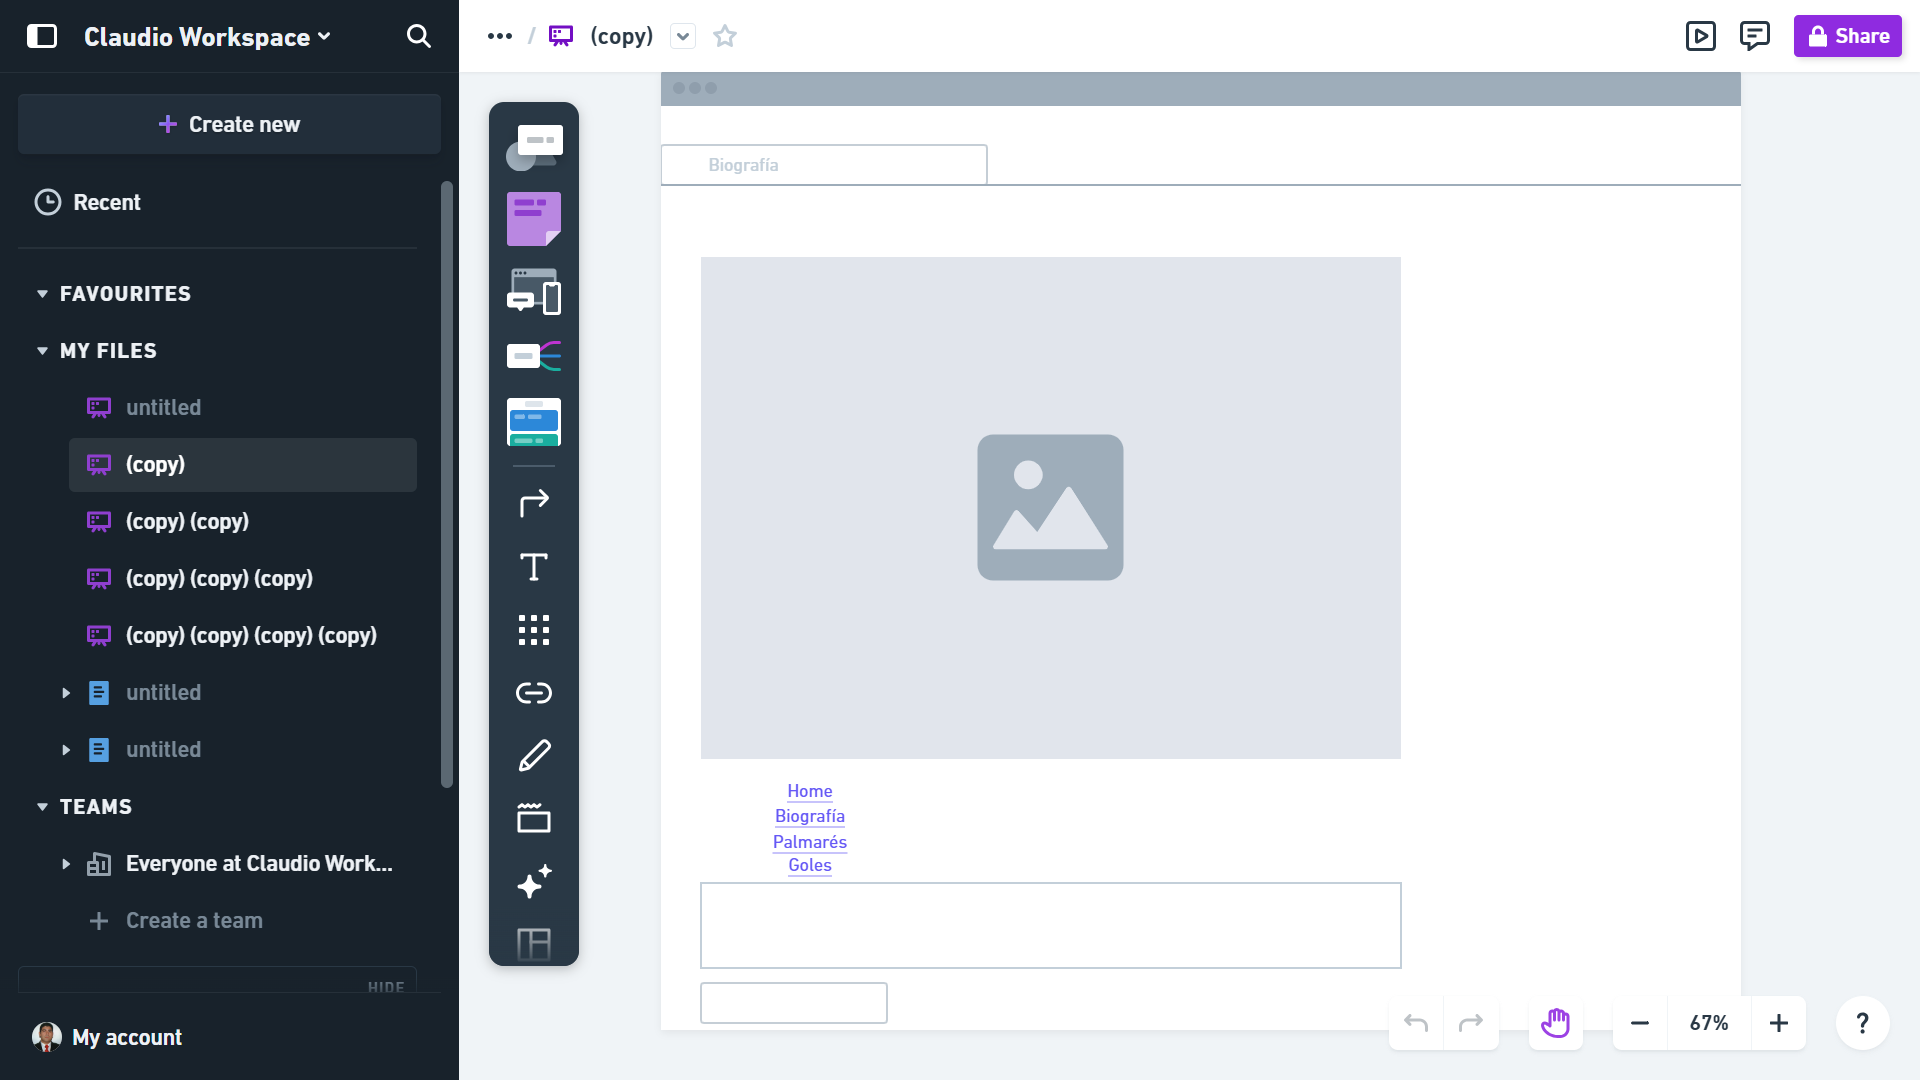 Claudio Workspace
Create new
Recent
FAVOURITES
MY FILES
untitled
(copy)
(copy) (copy)
(copy) (copy) (copy)
(copy) (copy) (copy) (copy)
untitled
untitled
TEAMS
Everyone at Claudio Work...
Create a team
HIDE
My account
/ (copy)
Share
Biografía
Home
Biografía
Palmarés
Goles
67%
?